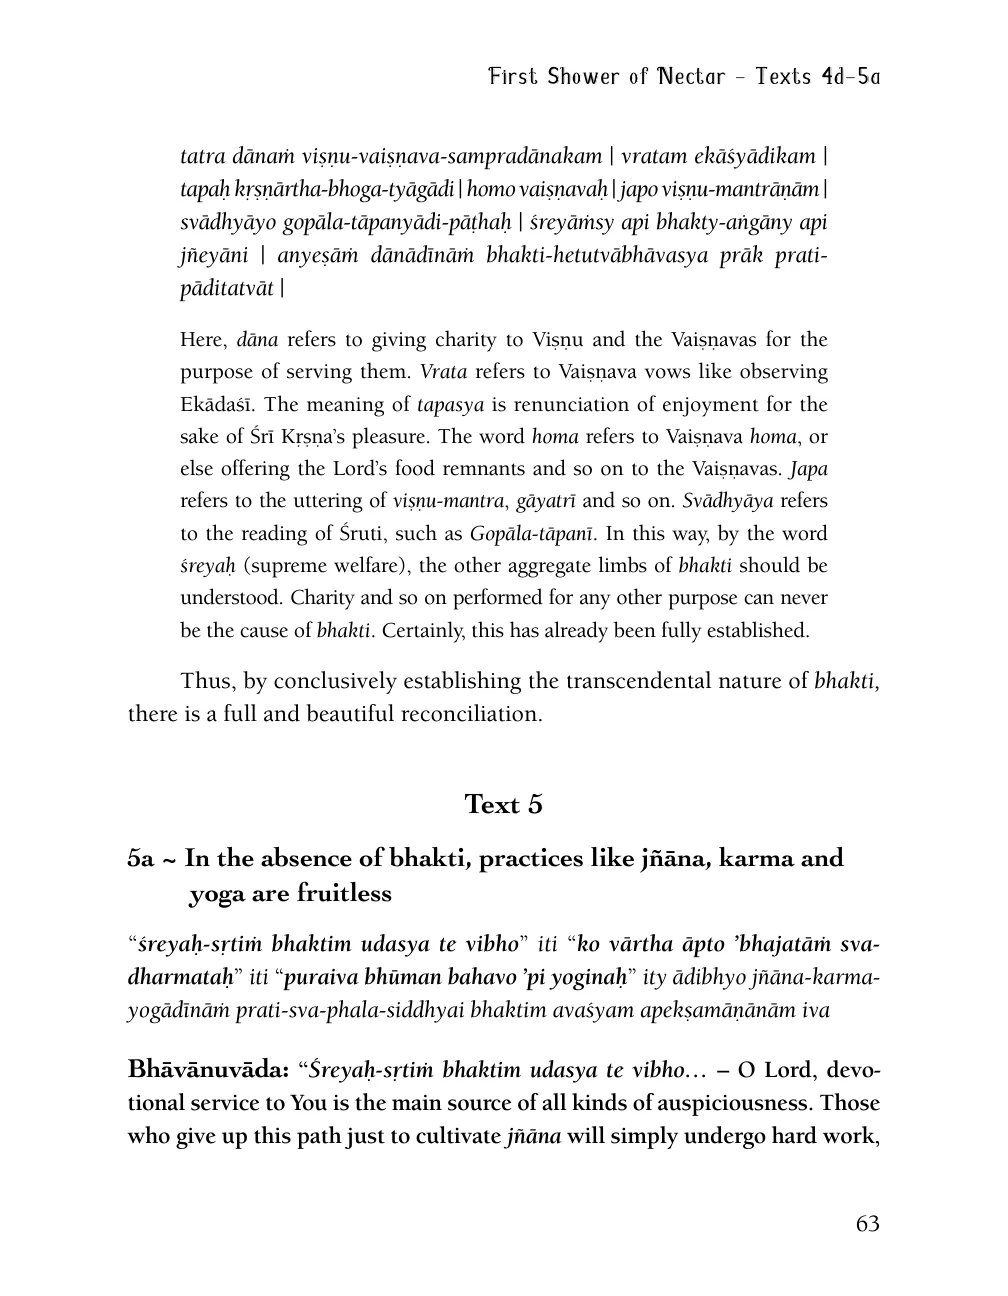 First Shower of Nectar – Texts 4d–5a
tatra dānaṁ viṣṇu-vaiṣṇava-sampradānakam | vratam ekāśyādikam |
tapaḥ kṛṣṇārtha-bhoga-tyāgādi | homo vaiṣṇavaḥ | japo viṣṇu-mantrāṇām |
svādhyāyo gopāla-tāpanyādi-pāṭhaḥ | śreyāṁsy api bhakty-aṅgāny api
jñeyāni | anyeṣāṁ dānādīnāṁ bhakti-hetutvābhāvasya prāk prati-
pāditatvāt |
Here, dāna refers to giving charity to Viṣṇu and the Vaiṣṇavas for the
purpose of serving them. Vrata refers to Vaiṣṇava vows like observing
Ekādaśī. The meaning of tapasya is renunciation of enjoyment for the
sake of Śrī Kṛṣṇa’s pleasure. The word homa refers to Vaiṣṇava homa, or
else offering the Lord’s food remnants and so on to the Vaiṣṇavas. Japa
refers to the uttering of viṣṇu-mantra, gāyatrī and so on. Svādhyāya refers
to the reading of Śruti, such as Gopāla-tāpanī. In this way, by the word
śreyaḥ (supreme welfare), the other aggregate limbs of bhakti should be
understood. Charity and so on performed for any other purpose can never
be the cause of bhakti. Certainly, this has already been fully established.
Thus, by conclusively establishing the transcendental nature of bhakti,
there is a full and beautiful reconciliation.
Text 5
5a ~ In the absence of bhakti, practices like jñāna, karma and
yoga are fruitless
“śreyaḥ-sṛtiṁ bhaktim udasya te vibho” iti “ko vārtha āpto ’bhajatāṁ sva-
dharmataḥ” iti “puraiva bhūman bahavo ’pi yoginaḥ” ity ādibhyo jñāna-karma-
yogādīnāṁ prati-sva-phala-siddhyai bhaktim avaśyam apekṣamāṇānām iva
Bhāvānuvāda: “Śreyaḥ-sṛtiṁ bhaktim udasya te vibho… – O Lord, devo-
tional service to You is the main source of all kinds of auspiciousness. Those
who give up this path just to cultivate jñāna will simply undergo hard work,
63